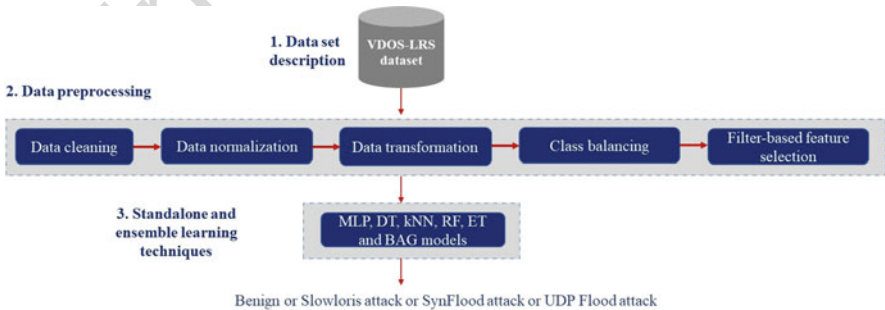 1. Data set
description
VDOS-LRS
dataset
2. Data preprocessing
Data cleaning
Data normalization
Data transformation
Class balancing
Filter-based feature
selection
3. Standalone and
ensemble learning
techniques
MLP, DT, kNN, RF, ET
and BAG models
Benign or Slowloris attack or SynFlood attack or UDP Flood attack